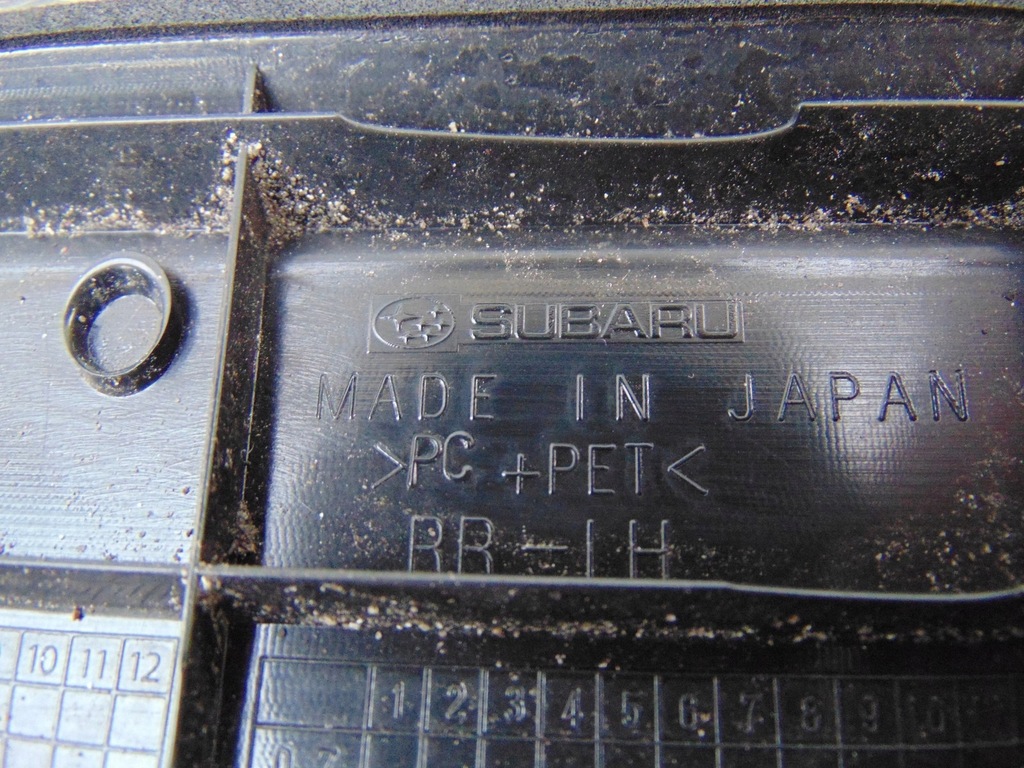 SUBARU
MADE IN JAPAN
>PC +PET<
RR-IH
10 11 12
1 2 3 4 5 6 7 8 9 10